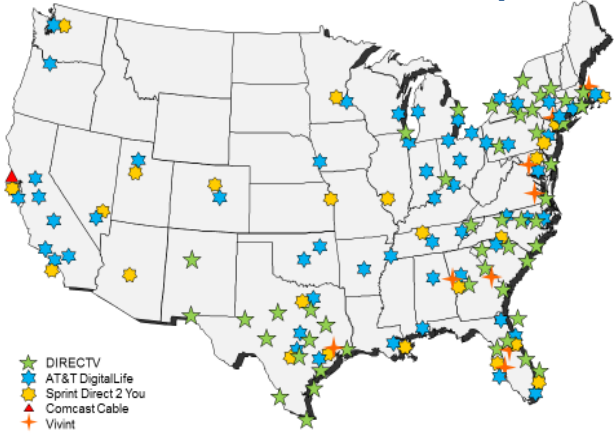 DIRECTV
AT&T DigitalLife
Sprint Direct 2 You
Comcast Cable
Vivint